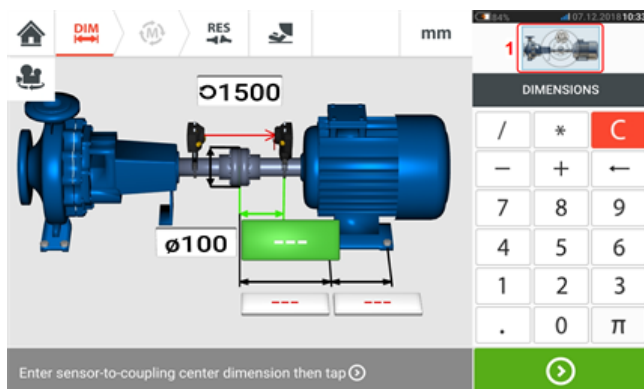 DIM
M
RES
mm
84%
07.12.2018 10:33
1
DIMENSIONS
1500
ø100
---
---
---
/ * C
− + ←
7 8 9
4 5 6
1 2 3
. 0 π
Enter sensor-to-coupling center dimension then tap